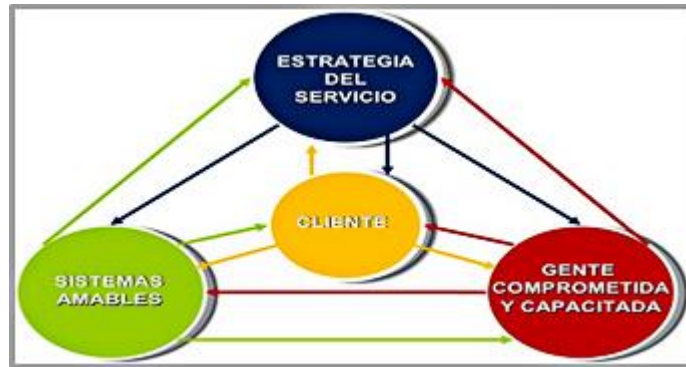 ESTRATEGIA
DEL
SERVICIO
CLIENTE
SISTEMAS
AMABLES
GENTE
COMPROMETIDA
Y CAPACITADA